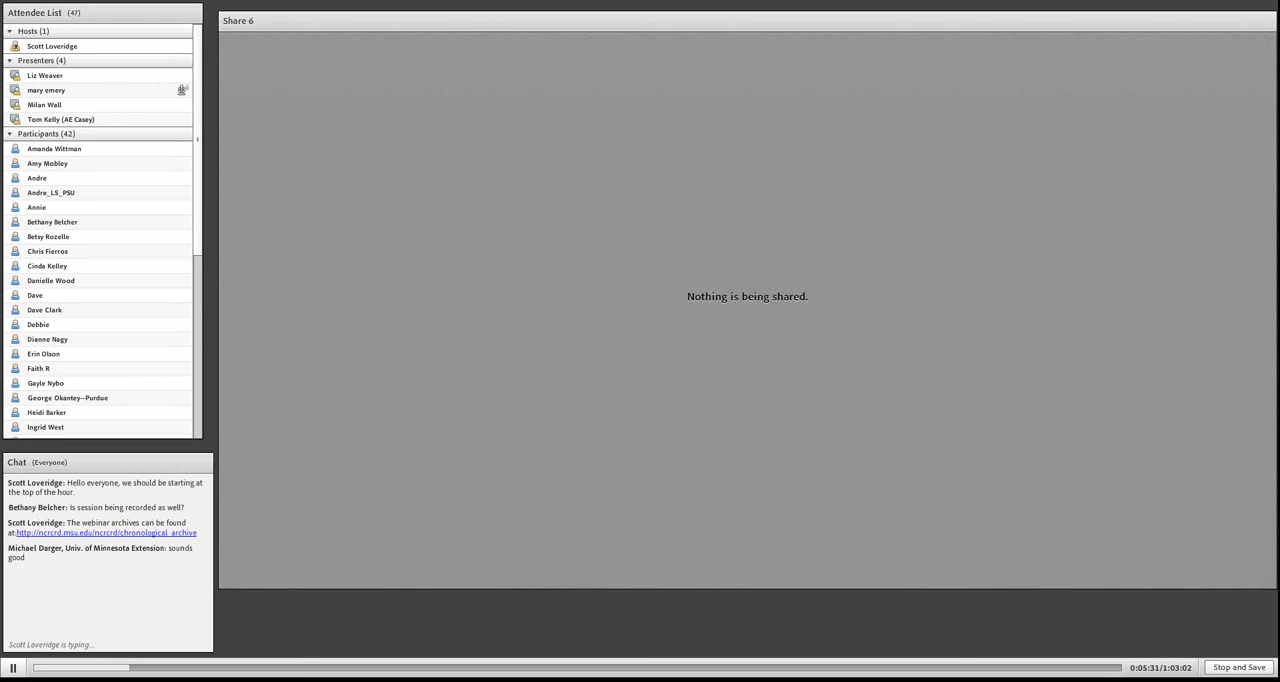 Attendee List (47)
Hosts (1)
Scott Loveridge
Presenters (4)
Liz Weaver
mary emery
Milan Wall
Tom Kelly (AE Casey)
Participants (42)
Amanda Wittman
Amy Mobley
Andre
Andre_LS_PSU
Annie
Bethany Belcher
Betsy Rozelle
Chris Fierros
Cinda Kelley
Danielle Wood
Dave
Dave Clark
Debbie
Dianne Nagy
Erin Olson
Faith R
Gayle Nybo
George Okantey--Purdue
Heidi Barker
Ingrid West
Chat (Everyone)
Scott Loveridge: Hello everyone, we should be starting at
the top of the hour.
Bethany Belcher: Is session being recorded as well?
Scott Loveridge: The webinar archives can be found
at:http://ncrcrd.msu.edu/ncrcrd/chronological_archive
Michael Darger, Univ. of Minnesota Extension: sounds
good
Scott Loveridge is typing...
Share 6
Nothing is being shared.
0:05:31/1:03:02
Stop and Save